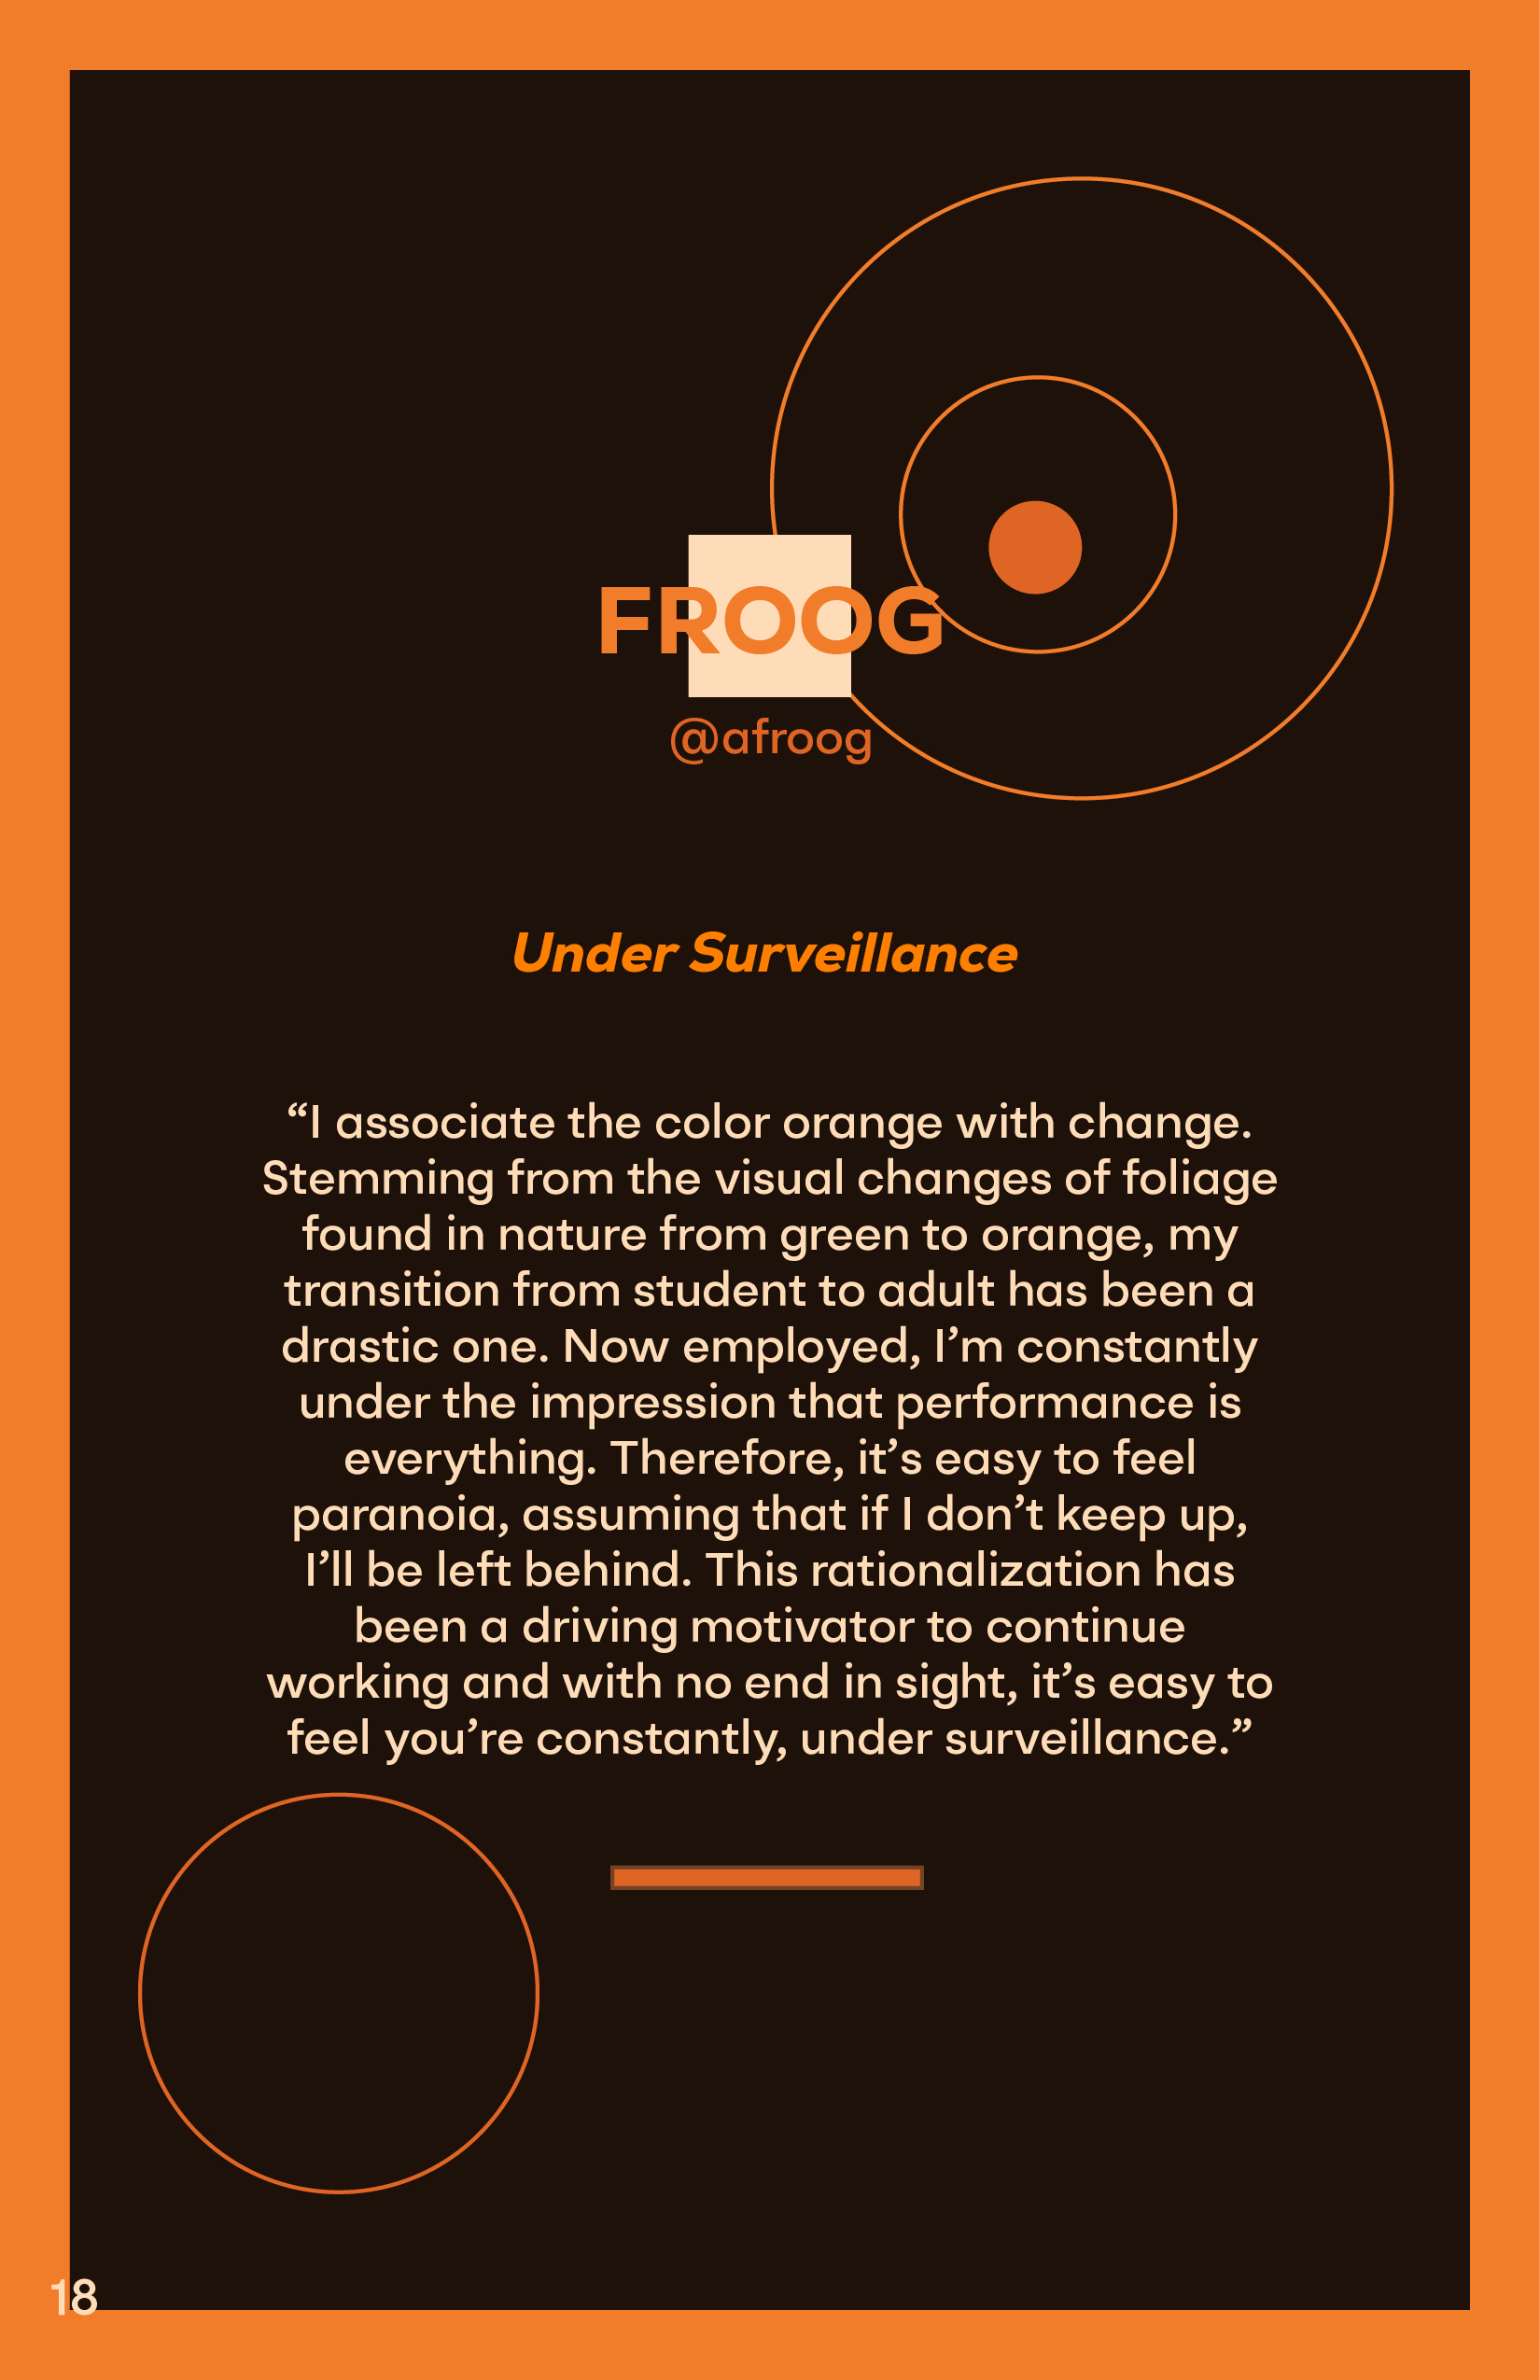 FROOG
@afroog
Under Surveillance
“I associate the color orange with change.
Stemming from the visual changes of foliage
found in nature from green to orange, my
transition from student to adult has been a
drastic one. Now employed, I’m constantly
under the impression that performance is
everything. Therefore, it’s easy to feel
paranoia, assuming that if I don’t keep up,
I’ll be left behind. This rationalization has
been a driving motivator to continue
working and with no end in sight, it’s easy to
feel you’re constantly, under surveillance.”
18